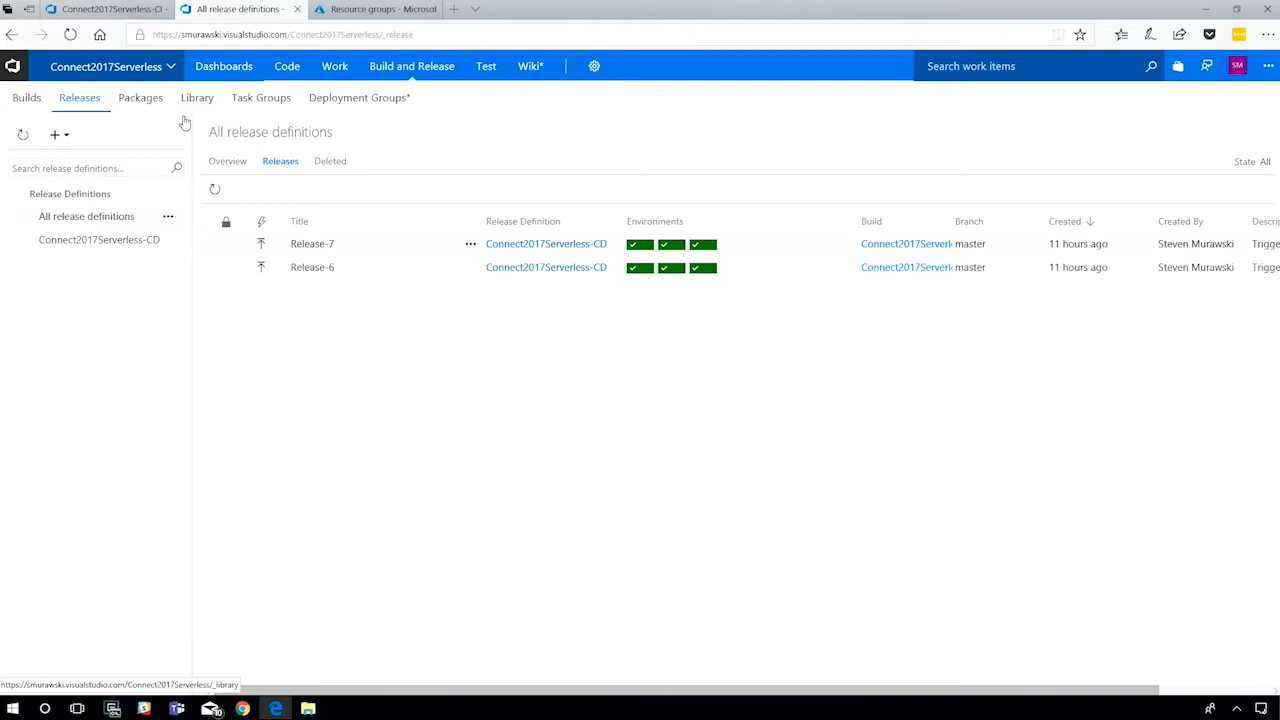 Connect2017Serverless-CI
All release definitions -
Resource groups - Microsof
https://smurawski.visualstudio.com/Connect2017Serverless/_release
Connect2017Serverless Dashboards Code Work Build and Release Test Wiki* Search work items SM
Builds Releases Packages Library Task Groups Deployment Groups*
All release definitions
Search release definitions...
Overview Releases Deleted State All
Release Definitions
All release definitions
Connect2017Serverless-CD
Title Release Definition Environments Build Branch Created Created By Descrip
Release-7 Connect2017Serverless-CD Connect2017Serverl master 11 hours ago Steven Murawski Trigge
Release-6 Connect2017Serverless-CD Connect2017Serverl master 11 hours ago Steven Murawski Trigge
https://smurawski.visualstudio.com/Connect2017Serverless/_library
10